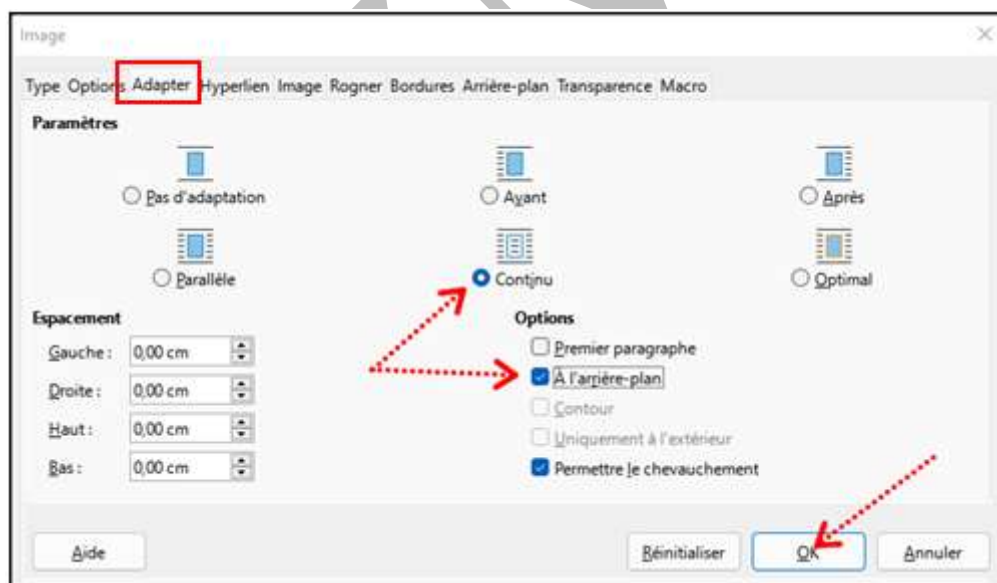 Image
Type Options Adapter Hyperlien Image Rogner Bordures Arrière-plan Transparence Macro
Paramètres
Pas d'adaptation Avant Après
Parallèle Continu Optimal
Espacement Options
Gauche : 0,00 cm Premier paragraphe
Droite : 0,00 cm À l'arrière-plan
Haut : 0,00 cm Contour
Uniquement à l'extérieur
Bas : 0,00 cm Permettre le chevauchement
Aide Réinitialiser OK Annuler